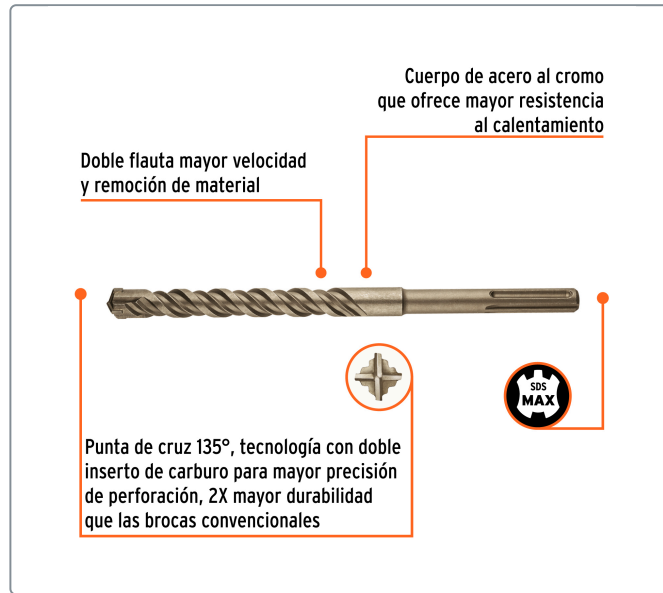 Cuerpo de acero al cromo
que ofrece mayor resistencia
al calentamiento
Doble flauta mayor velocidad
y remoción de material
SDS
MAX
Punta de cruz 135°, tecnología con doble
inserto de carburo para mayor precisión
de perforación, 2X mayor durabilidad
que las brocas convencionales